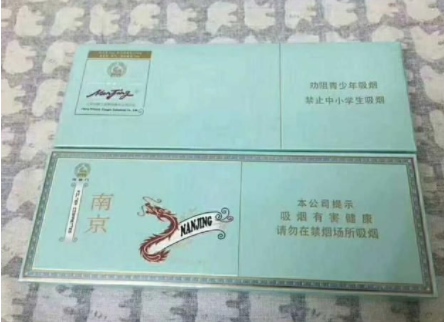 NanJing
劝阻青少年吸烟
禁止中小学生吸烟
南京
NANJING
本公司提示
吸烟有害健康
请勿在禁烟场所吸烟